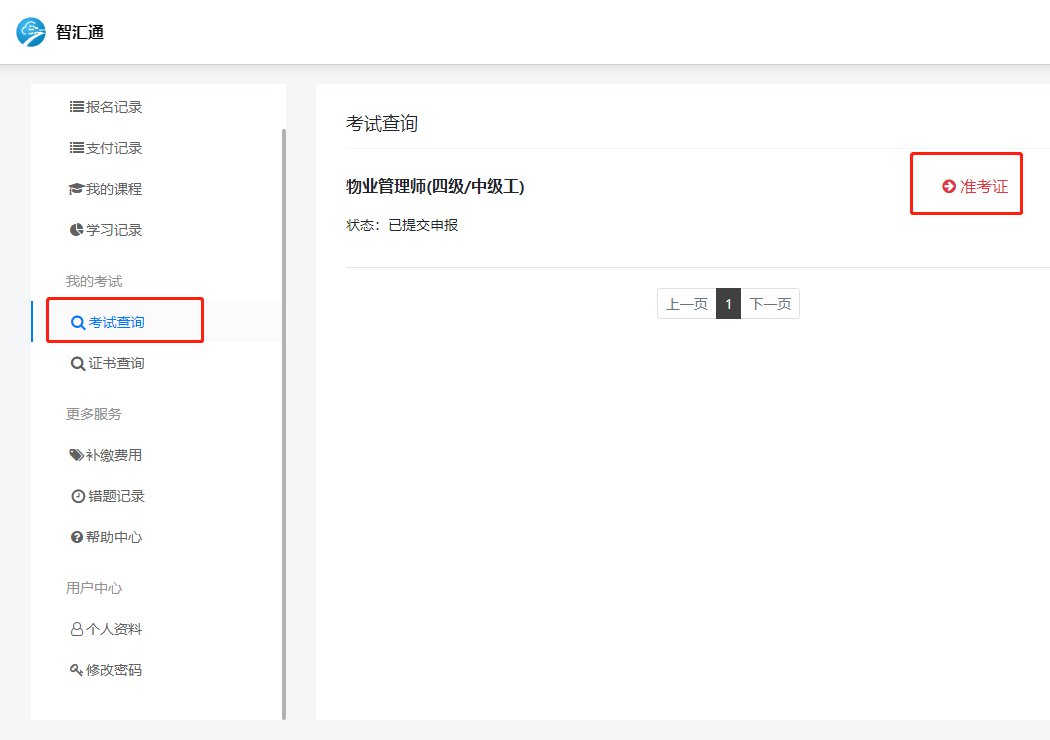 智汇通
报名记录
支付记录
我的课程
学习记录
我的考试
考试查询
证书查询
更多服务
补缴费用
错题记录
帮助中心
用户中心
个人资料
修改密码
考试查询
物业管理师(四级/中级工)
准考证
状态：已提交申报
上一页 1 下一页